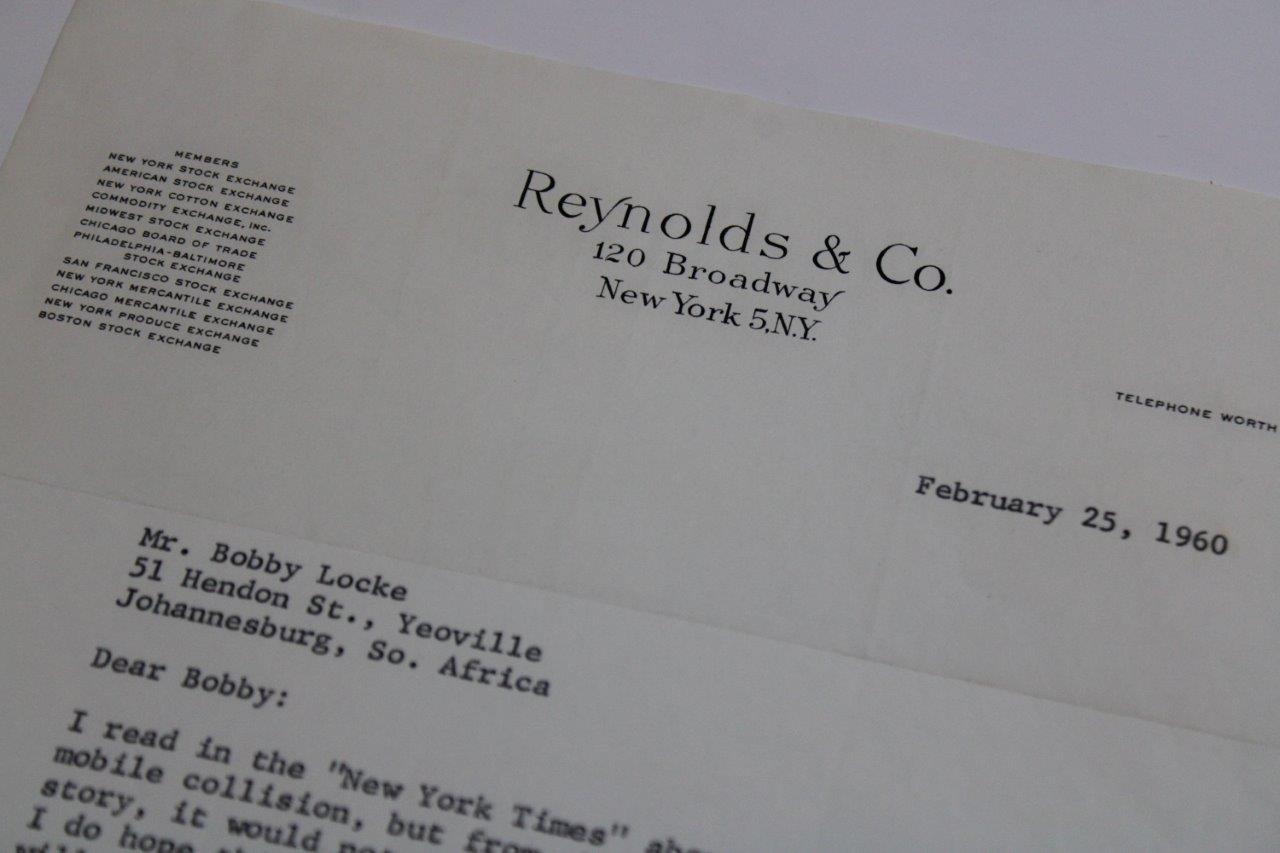 MEMBERS
NEW YORK STOCK EXCHANGE
AMERICAN STOCK EXCHANGE
NEW YORK COTTON EXCHANGE
COMMODITY EXCHANGE, INC.
MIDWEST STOCK EXCHANGE
CHICAGO BOARD OF TRADE
PHILADELPHIA-BALTIMORE
STOCK EXCHANGE
SAN FRANCISCO STOCK EXCHANGE
NEW YORK MERCANTILE EXCHANGE
CHICAGO MERCANTILE EXCHANGE
NEW YORK PRODUCE EXCHANGE
BOSTON STOCK EXCHANGE
Reynolds & Co.
120 Broadway
New York 5, N.Y.
TELEPHONE WORTH
February 25, 1960
Mr. Bobby Locke
51 Hendon St., Yeoville
Johannesburg, So. Africa
Dear Bobby:
I read in the "New York Times"
mobile collision, but from
story, it would
I do hope